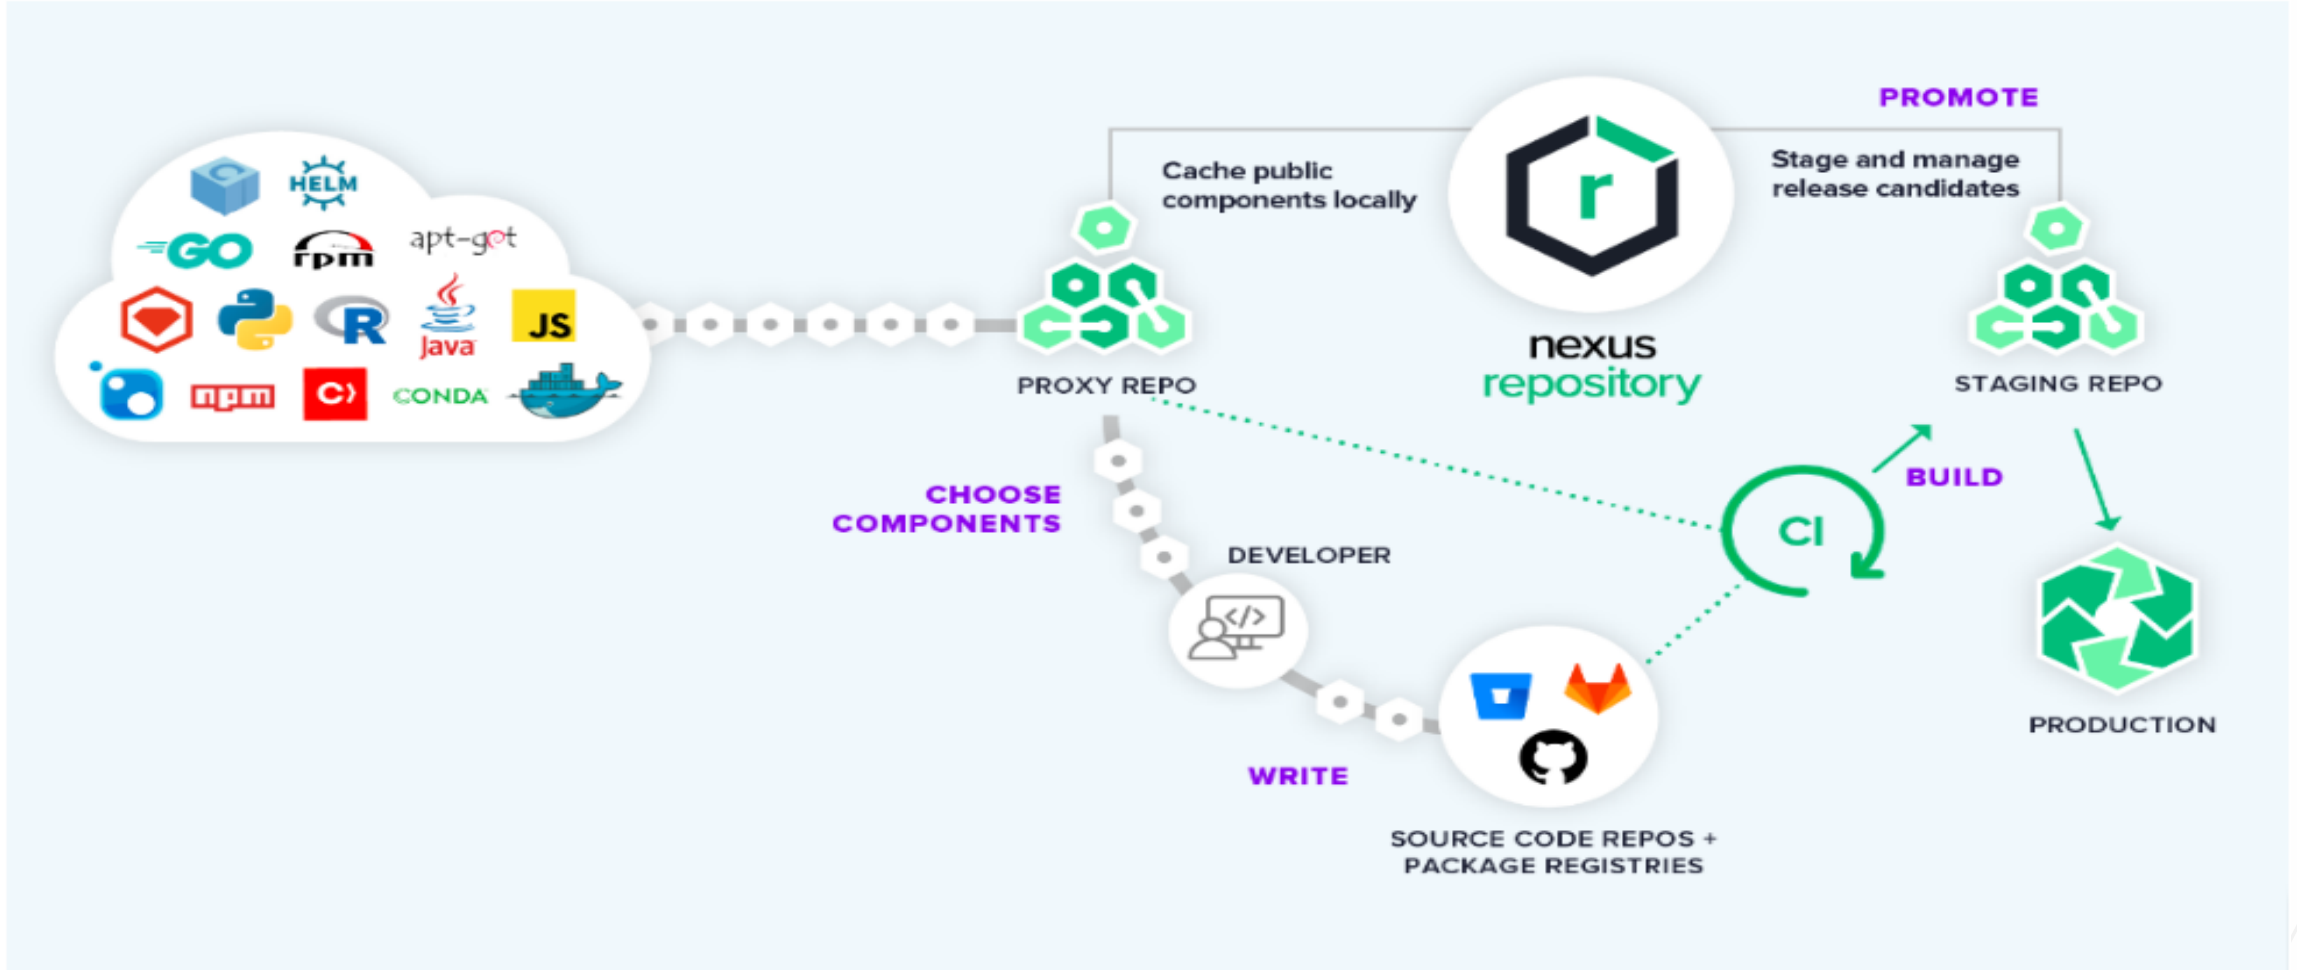 HELM
GO
rpm
apt-get
R
Java
JS
npm
C)
CONDA
PROMOTE
Cache public
components locally
Stage and manage
release candidates
r
nexus
repository
PROXY REPO
STAGING REPO
CHOOSE
COMPONENTS
BUILD
CI
DEVELOPER
</>
WRITE
PRODUCTION
SOURCE CODE REPOS +
PACKAGE REGISTRIES